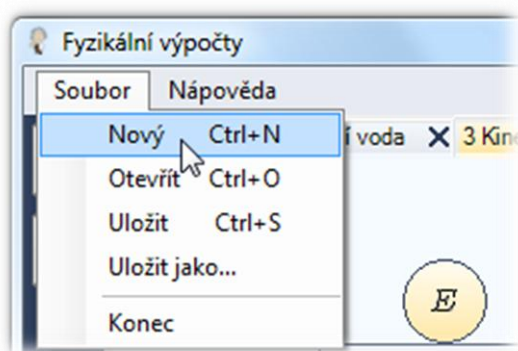 Fyzikální výpočty
Soubor Nápověda
Nový Ctrl+N
voda 3 Kin
Otevřít Ctrl+O
Uložit Ctrl+S
Uložit jako...
E
Konec